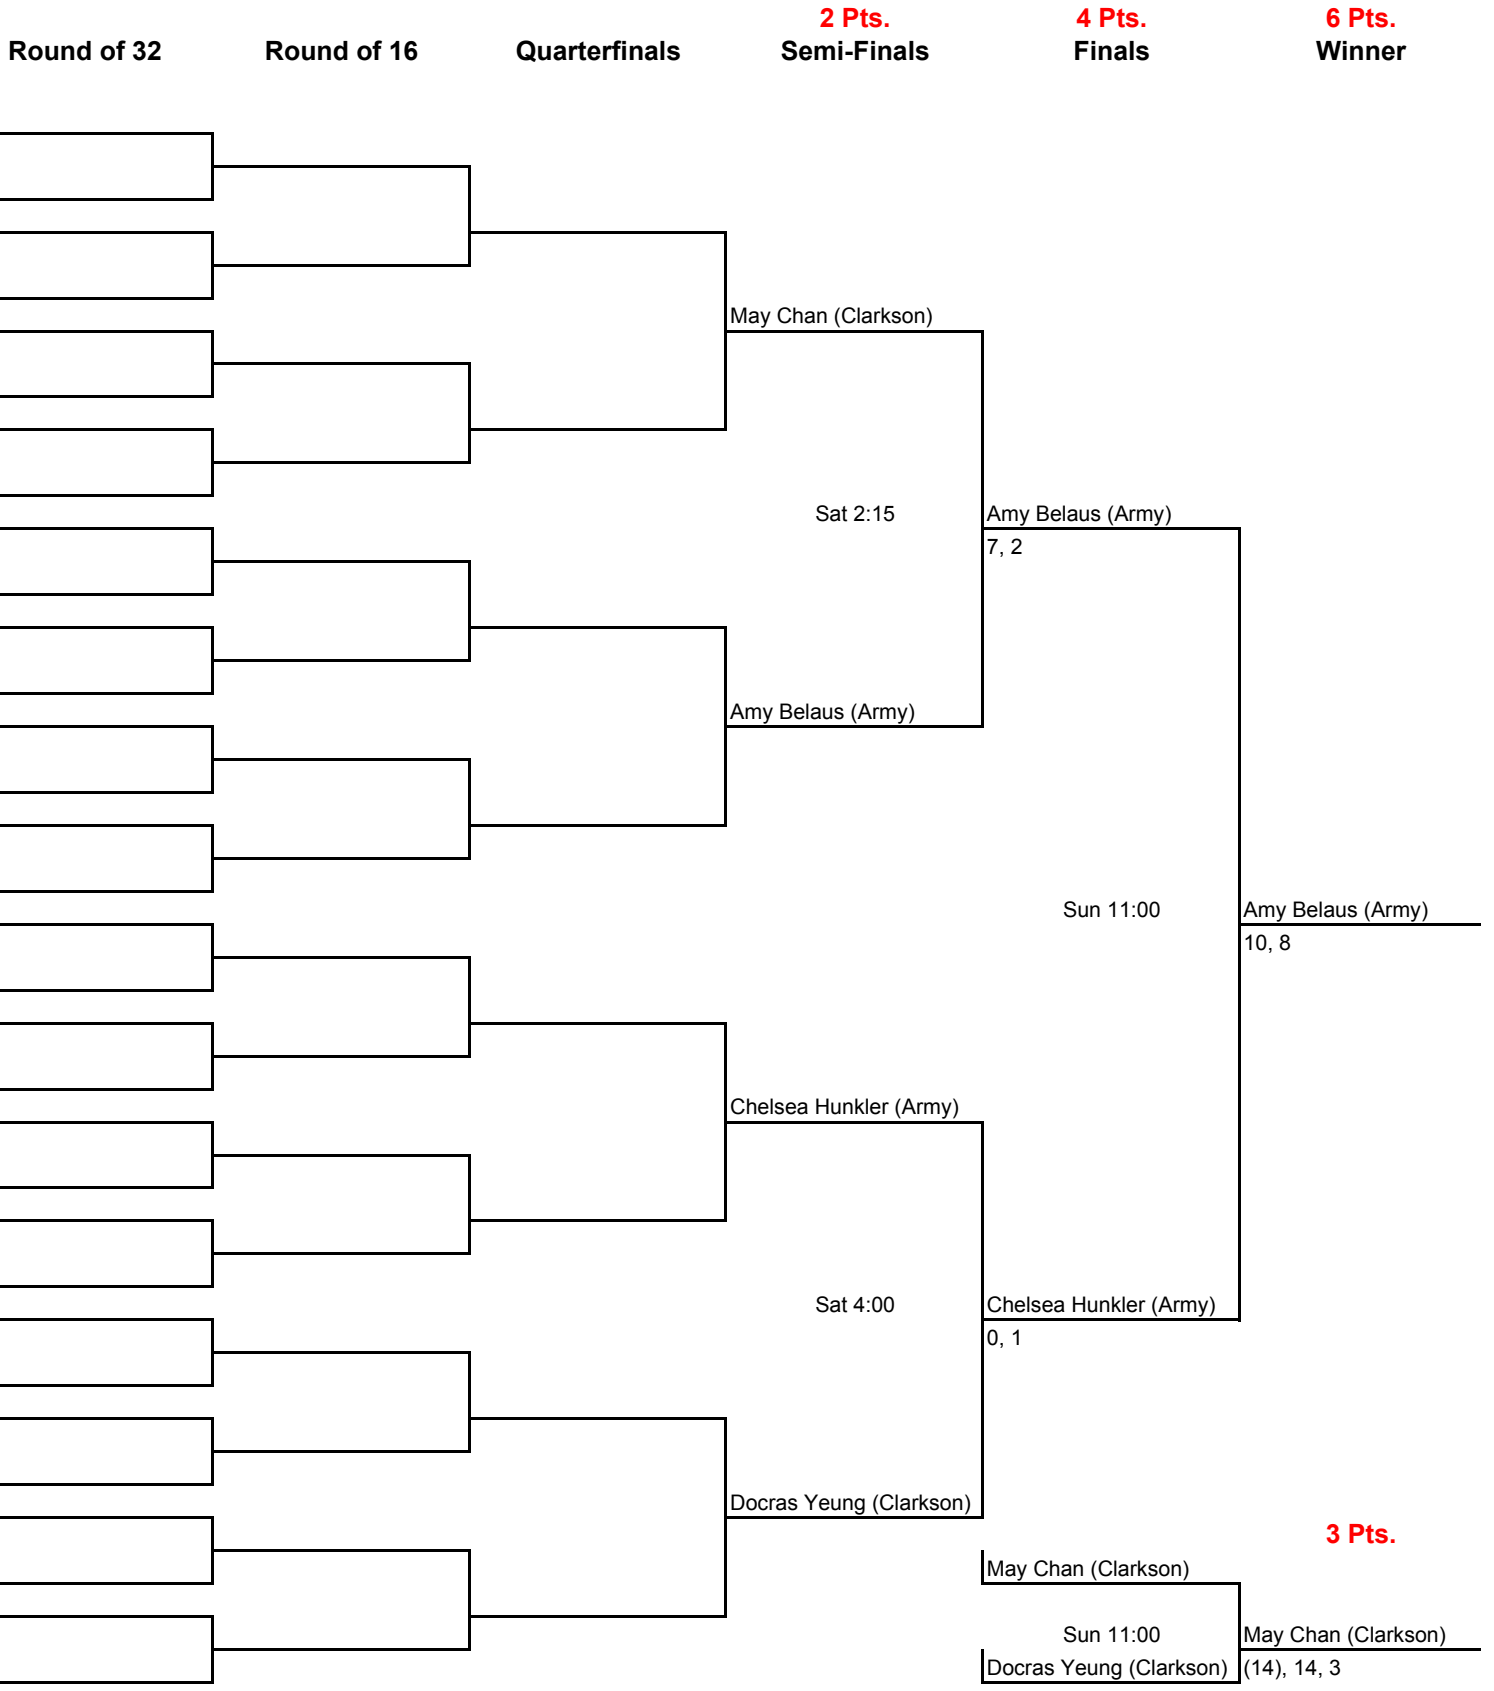 2 Pts. 4 Pts. 6 Pts.
Round of 32 Round of 16 Quarterfinals Semi-Finals Finals Winner
May Chan (Clarkson)
Sat 2:15 Amy Belaus (Army)
7, 2
Amy Belaus (Army)
Sun 11:00 Amy Belaus (Army)
10, 8
Chelsea Hunkler (Army)
Sat 4:00 Chelsea Hunkler (Army)
0, 1
Docras Yeung (Clarkson)
3 Pts.
May Chan (Clarkson)
Sun 11:00 May Chan (Clarkson)
Docras Yeung (Clarkson) (14), 14, 3